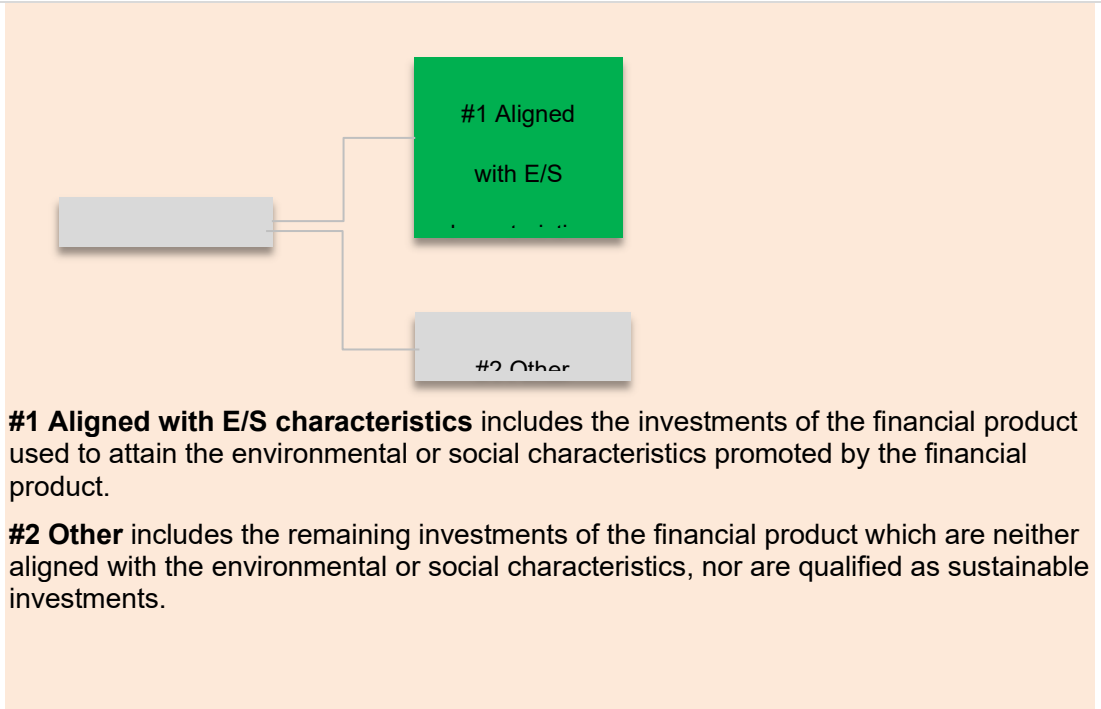 #1 Aligned
with E/S
#2 Other
#1 Aligned with E/S characteristics includes the investments of the financial product
used to attain the environmental or social characteristics promoted by the financial
product.
#2 Other includes the remaining investments of the financial product which are neither
aligned with the environmental or social characteristics, nor are qualified as sustainable
investments.